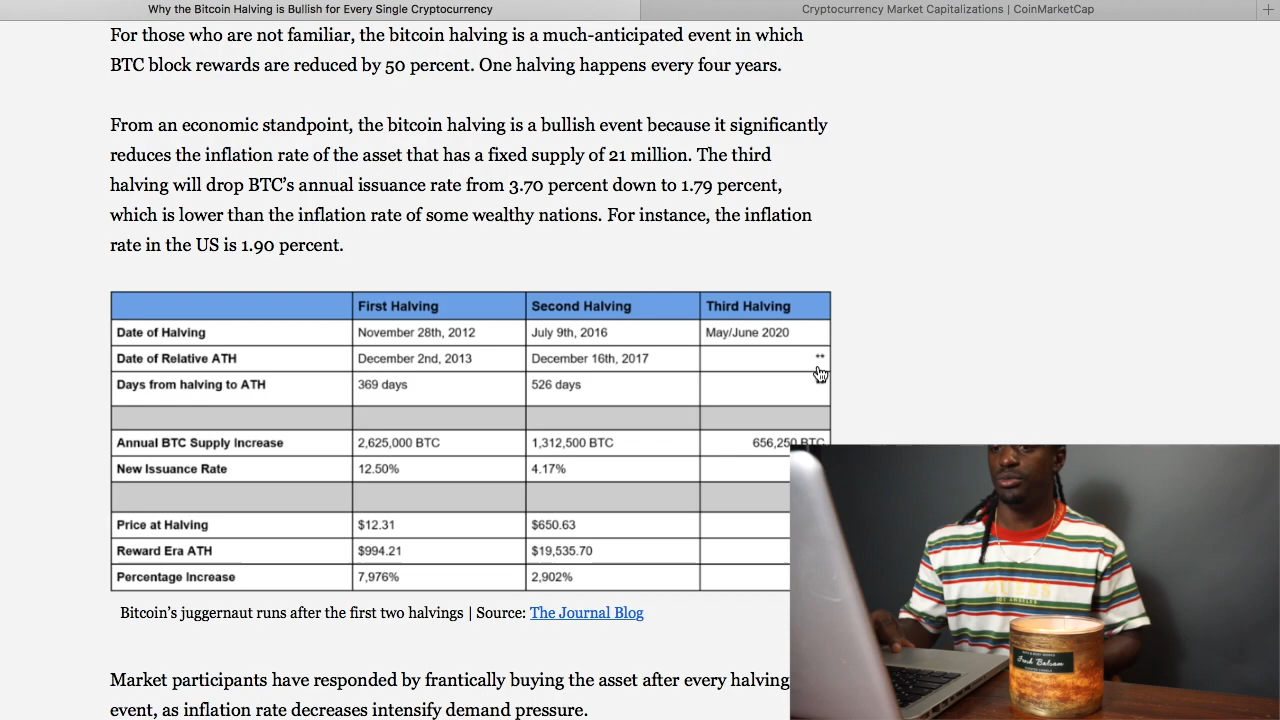 Why the Bitcoin Halving is Bullish for Every Single Cryptocurrency
Cryptocurrency Market Capitalizations | CoinMarketCap
For those who are not familiar, the bitcoin halving is a much-anticipated event in which
BTC block rewards are reduced by 50 percent. One halving happens every four years.
From an economic standpoint, the bitcoin halving is a bullish event because it significantly
reduces the inflation rate of the asset that has a fixed supply of 21 million. The third
halving will drop BTC’s annual issuance rate from 3.70 percent down to 1.79 percent,
which is lower than the inflation rate of some wealthy nations. For instance, the inflation
rate in the US is 1.90 percent.
First Halving Second Halving Third Halving
Date of Halving November 28th, 2012 July 9th, 2016 May/June 2020
Date of Relative ATH December 2nd, 2013 December 16th, 2017 **
Days from halving to ATH 369 days 526 days
Annual BTC Supply Increase 2,625,000 BTC 1,312,500 BTC 656,250 BTC
New Issuance Rate 12.50% 4.17%
Price at Halving $12.31 $650.63
Reward Era ATH $994.21 $19,535.70
Percentage Increase 7,976% 2,902%
Bitcoin’s juggernaut runs after the first two halvings | Source: The Journal Blog
Market participants have responded by frantically buying the asset after every halving
event, as inflation rate decreases intensify demand pressure.
GUESS
LOS ANGELES
Fresh Balsam